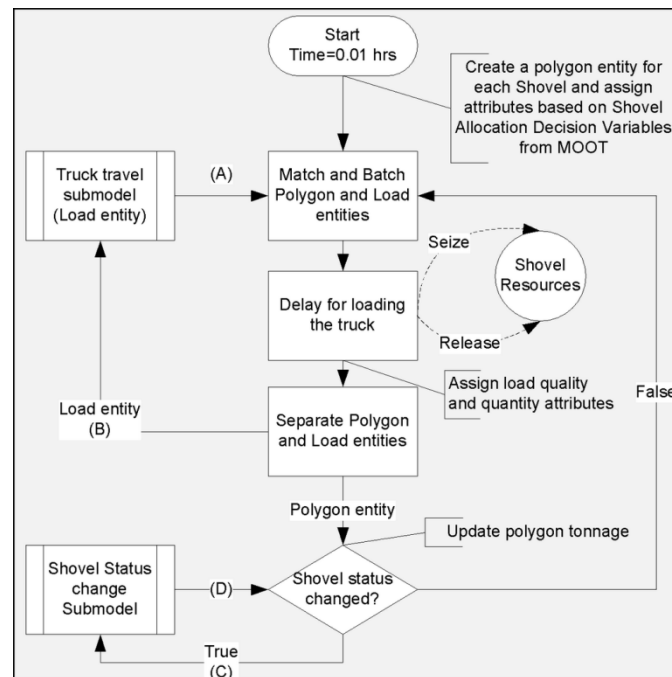 Start
Time=0.01 hrs
Create a polygon entity for
each Shovel and assign
attributes based on Shovel
Allocation Decision Variables
from MOOT
Truck travel
submodel
(Load entity)
(A)
Match and Batch
Polygon and Load
entities
Seize
Shovel
Resources
Delay for loading
the truck
Release
Assign load quality
and quantity attributes
False
Load entity
(B)
Separate Polygon
and Load entities
Polygon entity
Update polygon tonnage
Shovel Status
change
Submodel
(D)
Shovel status
changed?
True
(C)